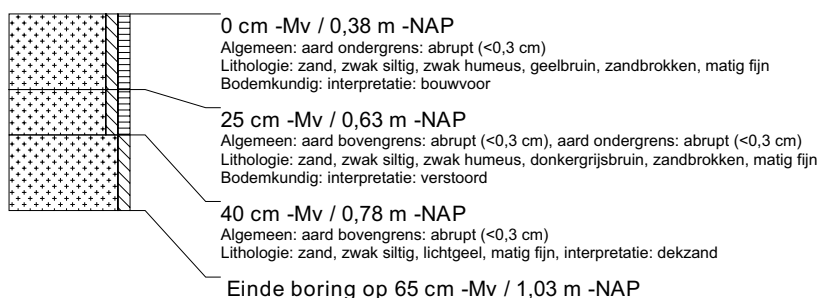 0 cm -Mv / 0,38 m -NAP
Algemeen: aard ondergrens: abrupt (<0,3 cm)
Lithologie: zand, zwak siltig, zwak humeus, geelbruin, zandbrokken, matig fijn
Bodemkundig: interpretatie: bouwvoor
25 cm -Mv / 0,63 m -NAP
Algemeen: aard bovengrens: abrupt (<0,3 cm), aard ondergrens: abrupt (<0,3 cm)
Lithologie: zand, zwak siltig, zwak humeus, donkergrijsbruin, zandbrokken, matig fijn
Bodemkundig: interpretatie: verstoord
40 cm -Mv / 0,78 m -NAP
Algemeen: aard bovengrens: abrupt (<0,3 cm)
Lithologie: zand, zwak siltig, lichtgeel, matig fijn, interpretatie: dekzand
Einde boring op 65 cm -Mv / 1,03 m -NAP